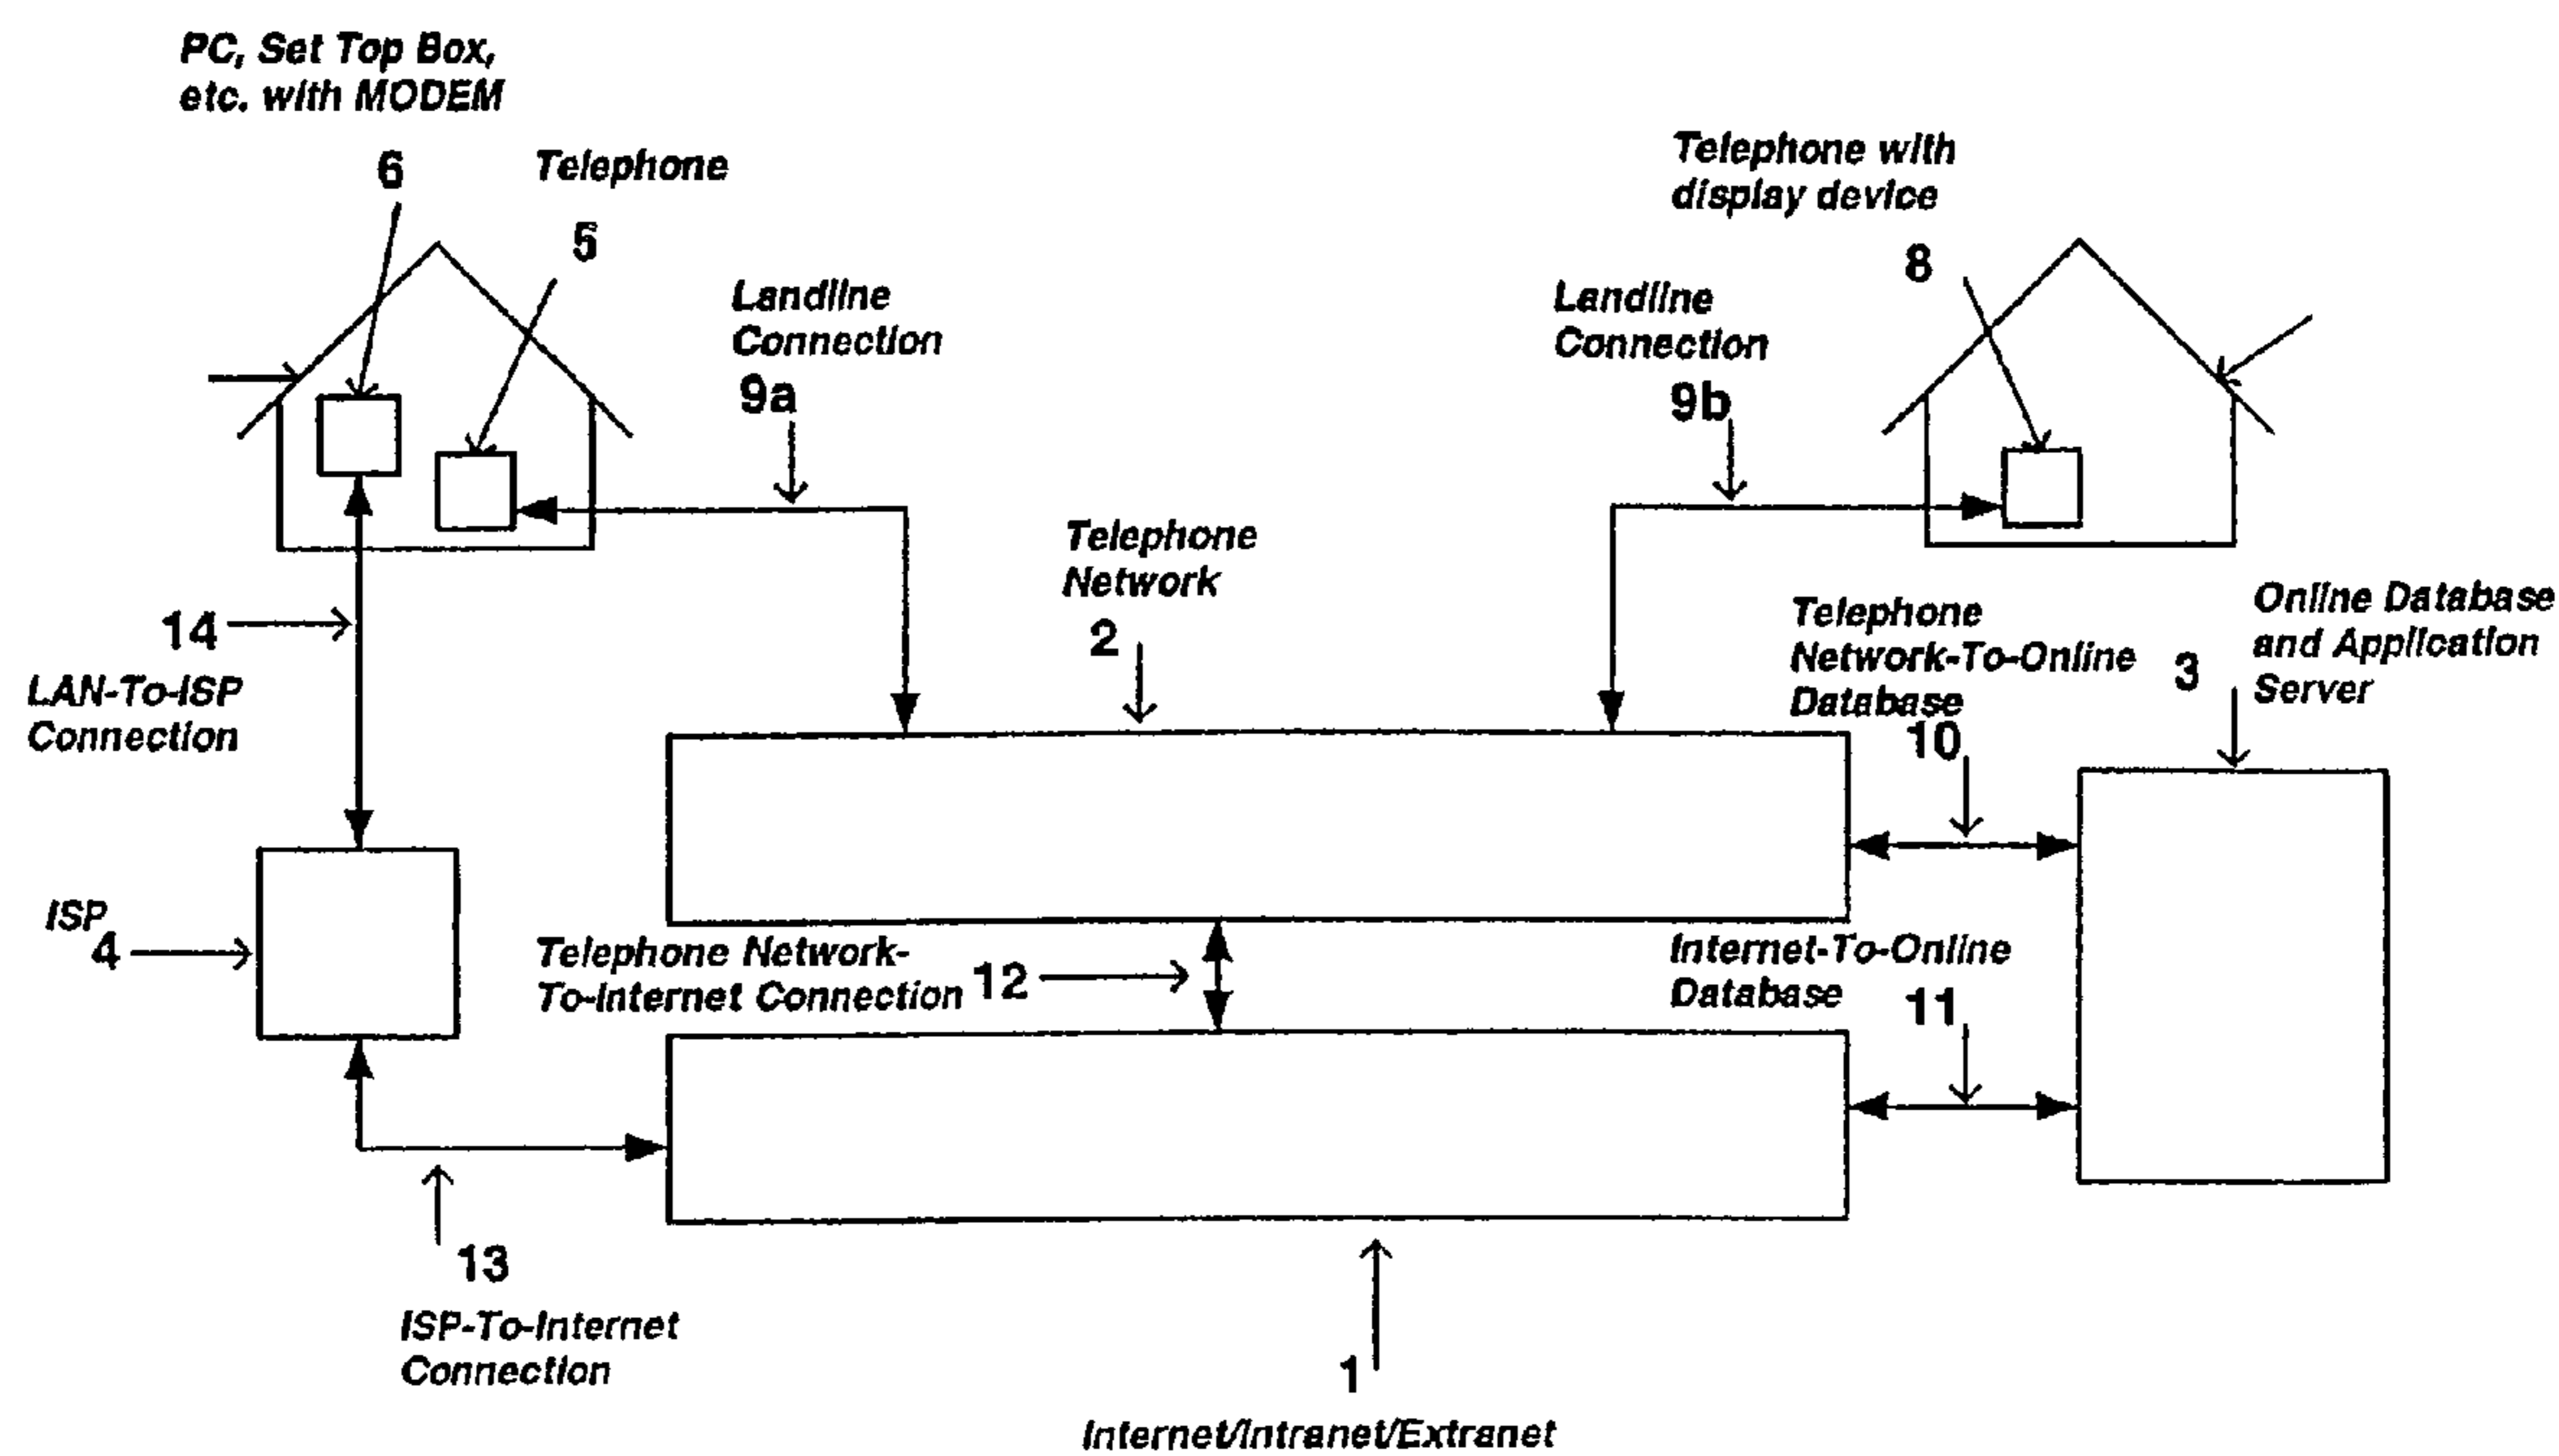 PC, Set Top Box,
etc. with MODEM
6
Telephone
5
Telephone with
display device
8
Landline
Connection
9a
Landline
Connection
9b
Telephone
Network
2
Telephone
Network-To-Online
Database
10
Online Database
and Application
Server
3
14
LAN-To-ISP
Connection
ISP
4
Telephone Network-
To-Internet Connection
12
Internet-To-Online
Database
11
13
ISP-To-Internet
Connection
1
Internet/Intranet/Extranet